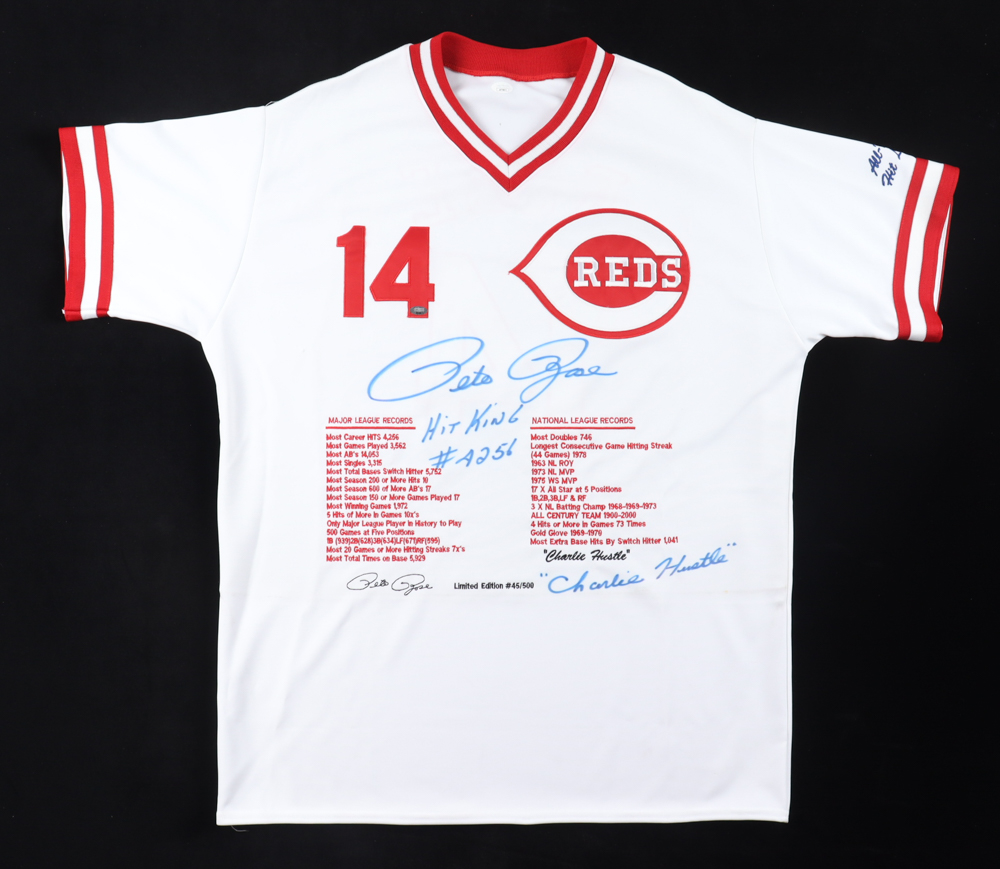 All-
Hit
14
REDS
Pete Rose
Hit King
#4256
MAJOR LEAGUE RECORDS
Most Career HITS 4,256
Most Games Played 3,562
Most AB's 14,053
Most Singles 3,315
Most Total Bases Switch Hitter 5,752
Most Season 200 or More Hits 10
Most Season 600 of More AB's 17
Most Season 150 or More Games Played 17
Most Winning Games 1,972
5 Hits of More in Games 10x's
Only Major League Player in History to Play
500 Games at Five Positions
1B (939)2B(628)3B(634)LF(671)RF(595)
Most 20 Games or More Hitting Streaks 7x's
Most Total Times on Base 5,929
NATIONAL LEAGUE RECORDS
Most Doubles 746
Longest Consecutive Game Hitting Streak
(44 Games) 1978
1963 NL ROY
1973 NL MVP
1975 WS MVP
17 X All Star at 5 Positions
1B,2B,3B,LF & RF
3 X NL Batting Champ 1968-1969-1973
ALL CENTURY TEAM 1900-2000
4 Hits or More in Games 73 Times
Gold Glove 1969-1970
Most Extra Base Hits By Switch Hitter 1,041
"Charlie Hustle"
Pete Rose
Limited Edition #45/500
"Charlie Hustle"